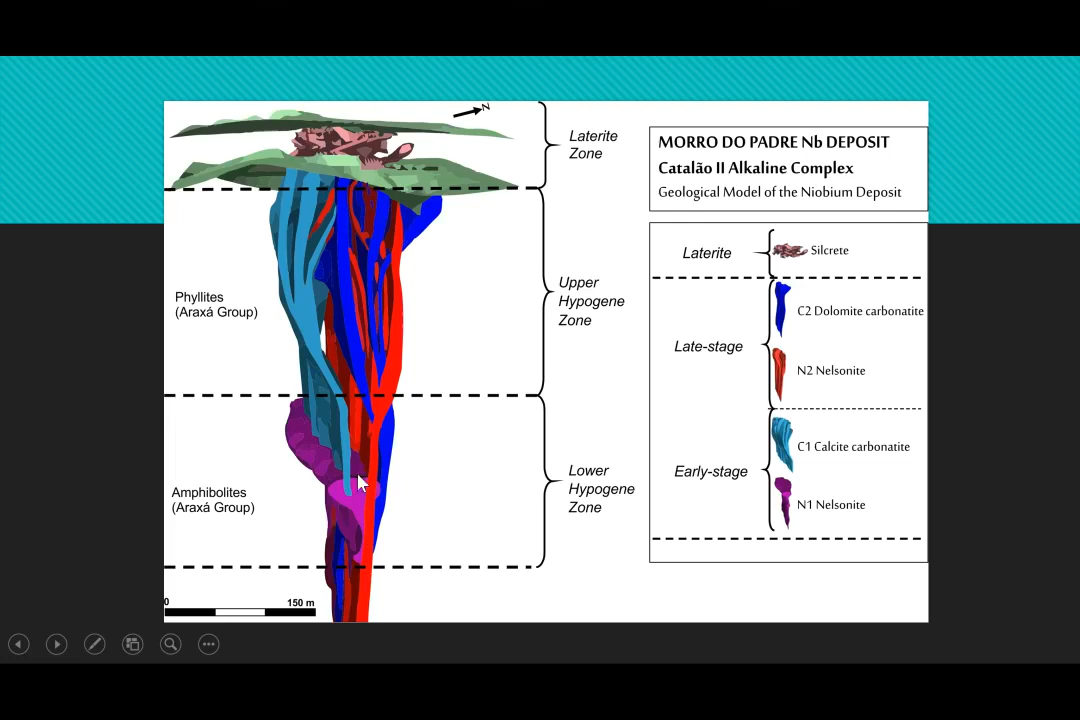 N
Laterite
Zone
Phyllites
(Araxá Group)
Upper
Hypogene
Zone
Amphibolites
(Araxá Group)
Lower
Hypogene
Zone
0
150 m
MORRO DO PADRE Nb DEPOSIT
Catalão II Alkaline Complex
Geological Model of the Niobium Deposit
Laterite
Silcrete
C2 Dolomite carbonatite
Late-stage
N2 Nelsonite
C1 Calcite carbonatite
Early-stage
N1 Nelsonite